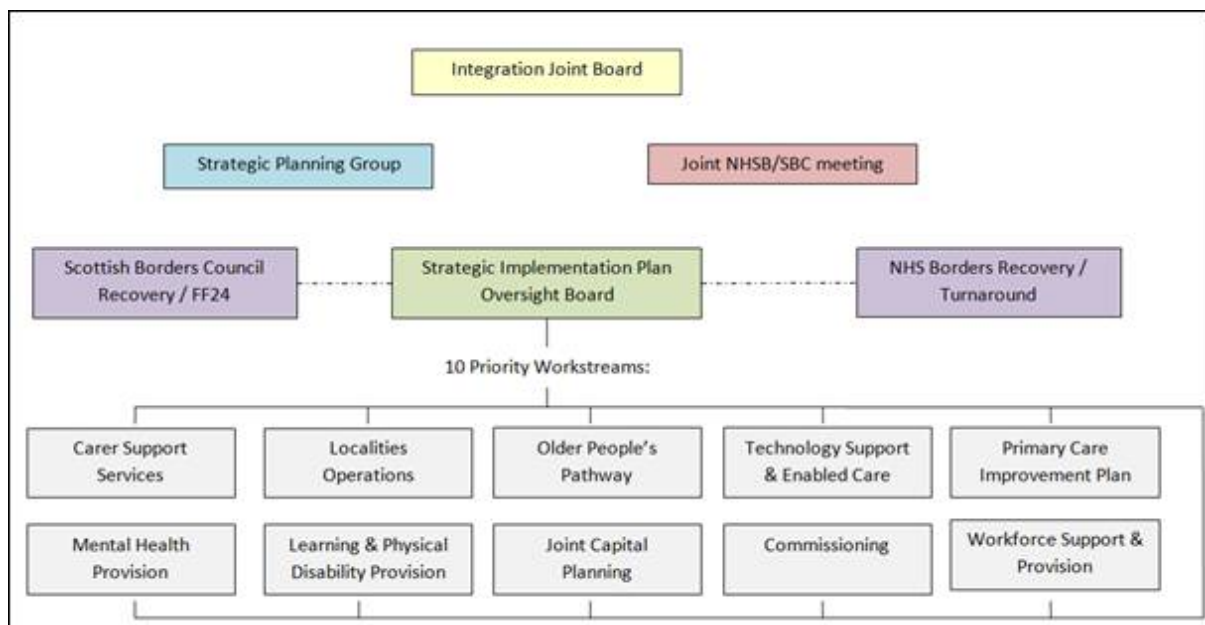 Integration Joint Board
Strategic Planning Group
Joint NHSB/SBC meeting
Scottish Borders Council
Recovery / FF24
Strategic Implementation Plan
Oversight Board
NHS Borders Recovery /
Turnaround
10 Priority Workstreams:
Carer Support
Services
Localities
Operations
Older People's
Pathway
Technology Support
& Enabled Care
Primary Care
Improvement Plan
Mental Health
Provision
Learning & Physical
Disability Provision
Joint Capital
Planning
Commissioning
Workforce Support &
Provision